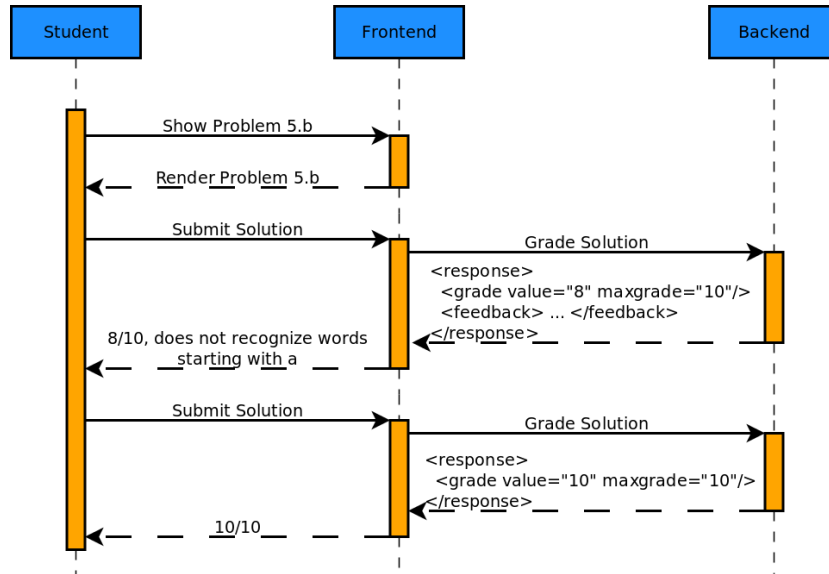 Student
Frontend
Backend
Show Problem 5.b
Render Problem 5.b
Submit Solution
Grade Solution
<response>
<grade value="8" maxgrade="10"/>
<feedback> ... </feedback>
</response>
8/10, does not recognize words
starting with a
Submit Solution
Grade Solution
<response>
<grade value="10" maxgrade="10"/>
</response>
10/10